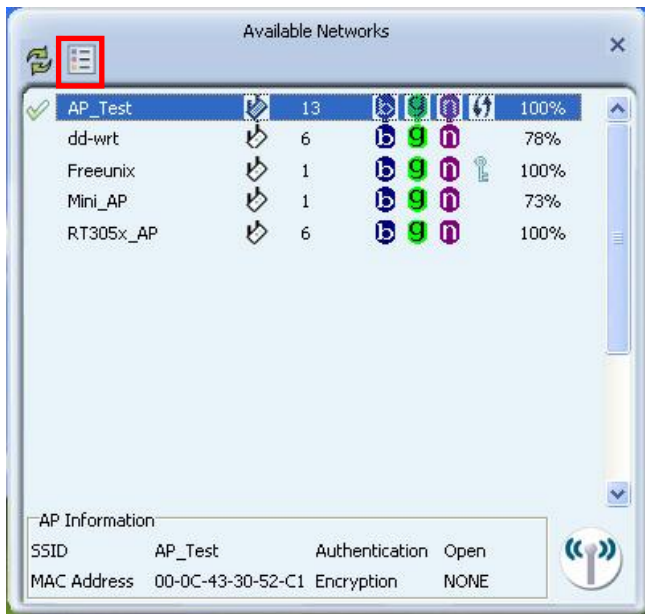 Available Networks
AP_Test 13 b g n 100%
dd-wrt 6 b g n 78%
Freeunix 1 b g n 100%
Mini_AP 1 b g n 73%
RT305x_AP 6 b g n 100%
AP Information
SSID AP_Test Authentication Open
MAC Address 00-0C-43-30-52-C1 Encryption NONE